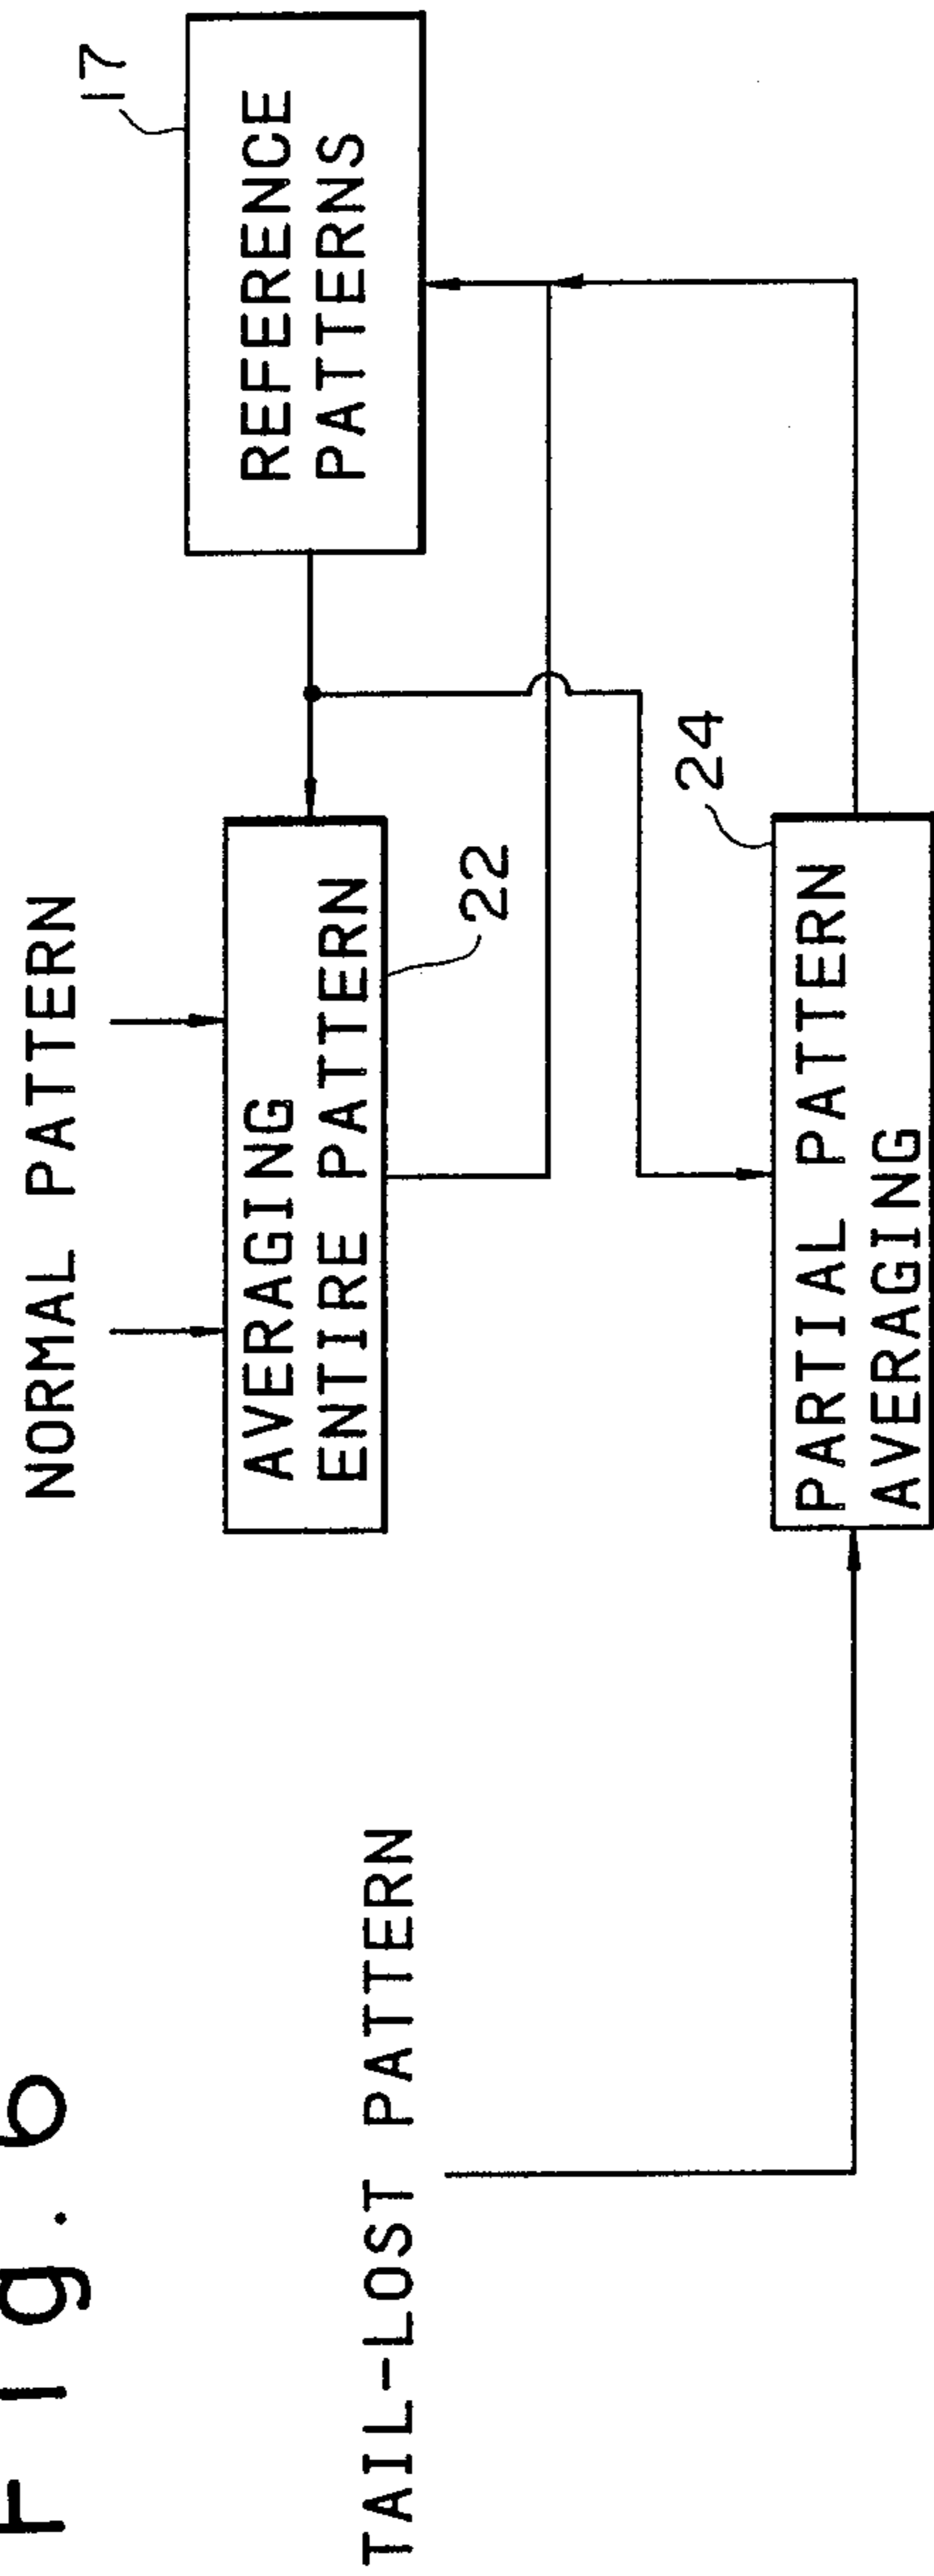 Fig. 6
NORMAL PATTERN
17
REFERENCE
PATTERNS
AVERAGING
ENTIRE PATTERN
22
TAIL-LOST PATTERN
24
PARTIAL PATTERN
AVERAGING